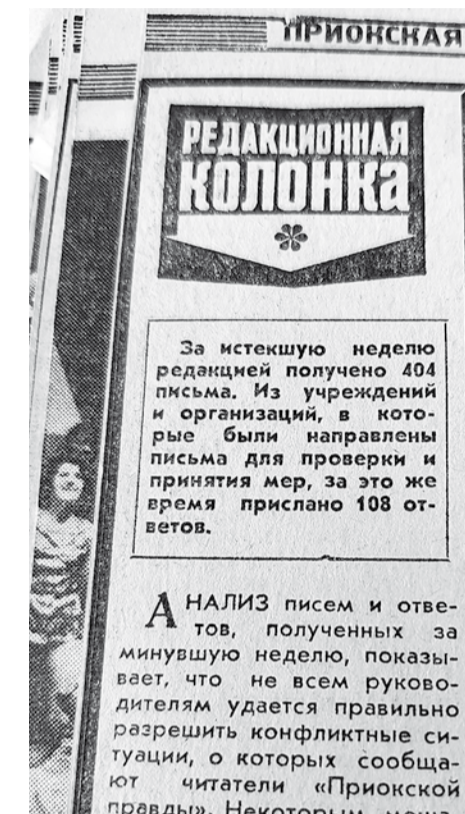 ПРИОКСКАЯ
РЕДАКЦИОННАЯ
КОЛОНКА
За истекшую неделю
редакцией получено 404
письма. Из учреждений
и организаций, в кото-
рые были направлены
письма для проверки и
принятия мер, за это же
время прислано 108 от-
ветов.
АНАЛИЗ писем и отве-
тов, полученных за
минувшую неделю, показы-
вает, что не всем руково-
дителям удается правильно
разрешить конфликтные си-
туации, о которых сообща-
ют читатели «Приокской
правды». Некоторым